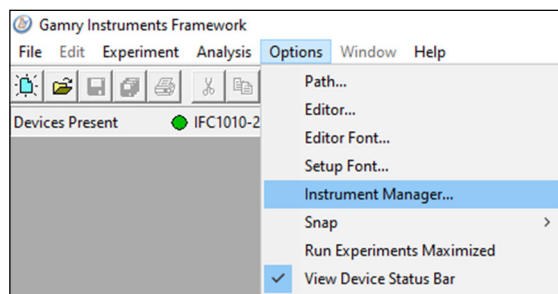 Gamry Instruments Framework
File Edit Experiment Analysis Options Window Help
Path...
Editor...
Devices Present IFC1010-2
Editor Font...
Setup Font...
Instrument Manager...
Snap >
Run Experiments Maximized
✓ View Device Status Bar